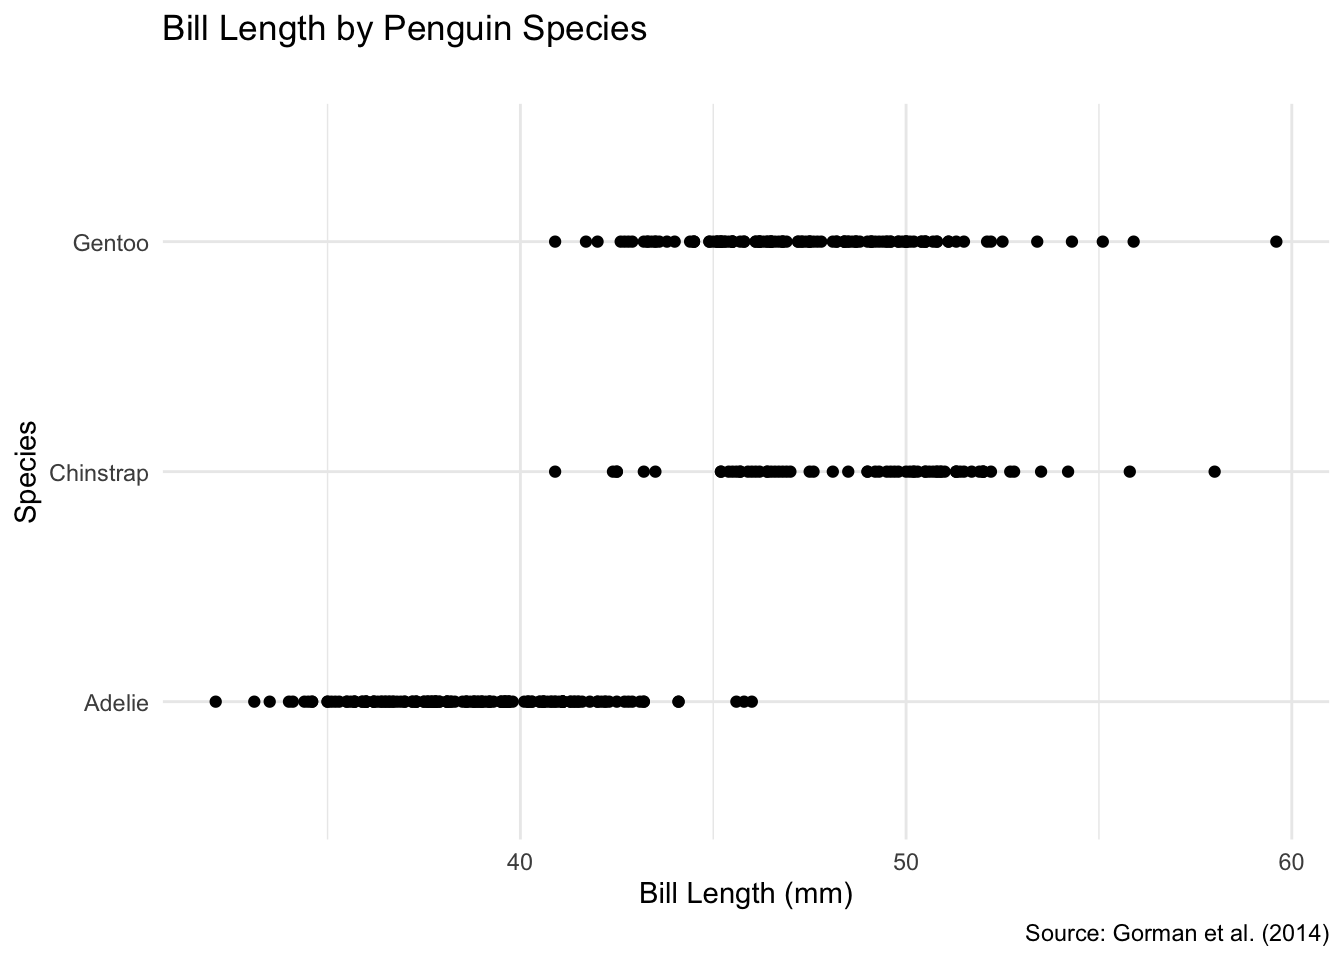 Bill Length by Penguin Species
Gentoo
Chinstrap
Adelie
Species
40 50 60
Bill Length (mm)
Source: Gorman et al. (2014)